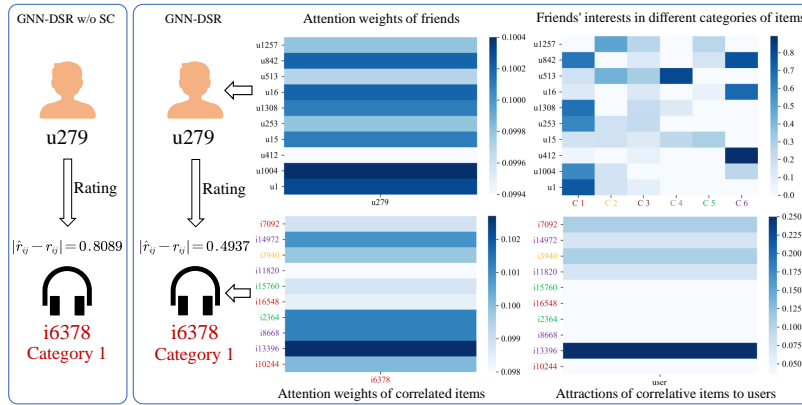 GNN-DSR w/o SC
u279
Rating
|r̂ij − rij| = 0.8089
i6378
Category 1
GNN-DSR
u279
Rating
|r̂ij − rij| = 0.4937
i6378
Category 1
Attention weights of friends
u1257
u842
u513
u16
u1308
u253
u15
u412
u1004
u1
u279
0.1004
0.1002
0.1000
0.0998
0.0996
0.0994
Friends' interests in different categories of items
u1257
u842
u513
u16
u1308
u253
u15
u412
u1004
u1
C 1 C 2 C 3 C 4 C 5 C 6
0.8
0.7
0.6
0.5
0.4
0.3
0.2
0.1
0.0
i7092
i14972
i3940
i11820
i15760
i16548
i2364
i8668
i13396
i10244
i6378
0.102
0.101
0.100
0.099
0.098
Attention weights of correlated items
i7092
i14972
i3940
i11820
i15760
i16548
i2364
i8668
i13396
i10244
user
0.250
0.225
0.200
0.175
0.150
0.125
0.100
0.075
0.050
Attractions of correlative items to users